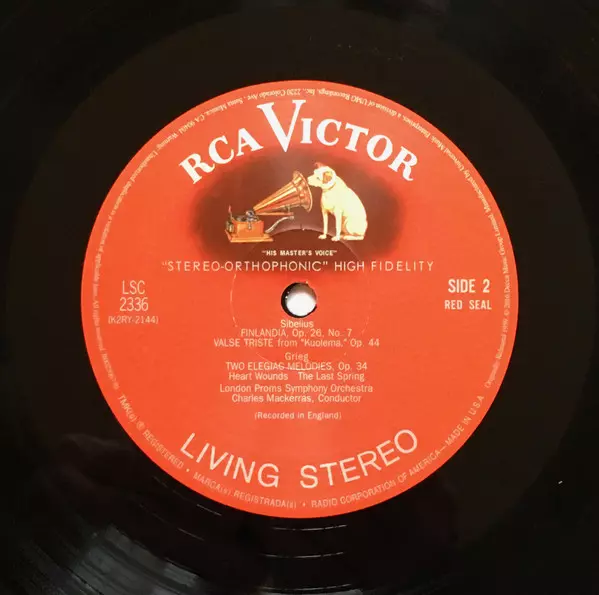 RCA VICTOR
"HIS MASTER'S VOICE"
"STEREO-ORTHOPHONIC" HIGH FIDELITY
LSC
2336
(K2RY-2144)
SIDE 2
RED SEAL
Sibelius
FINLANDIA, Op. 26, No. 7
VALSE TRISTE from "Kuolema," Op. 44
Grieg
TWO ELEGIAC MELODIES, Op. 34
Heart Wounds The Last Spring
London Proms Symphony Orchestra
Charles Mackerras, Conductor
(Recorded in England)
LIVING STEREO
TMK(s) ® REGISTERED • MARCA(s) REGISTRADA(s) • RADIO CORPORATION OF AMERICA—MADE IN U.S.A